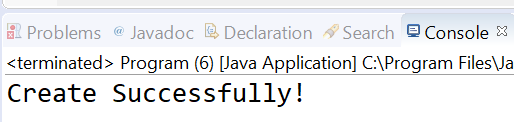 Problems @ Javadoc Declaration Search Console
<terminated> Program (6) [Java Application] C:\Program Files\Ja
Create Successfully!